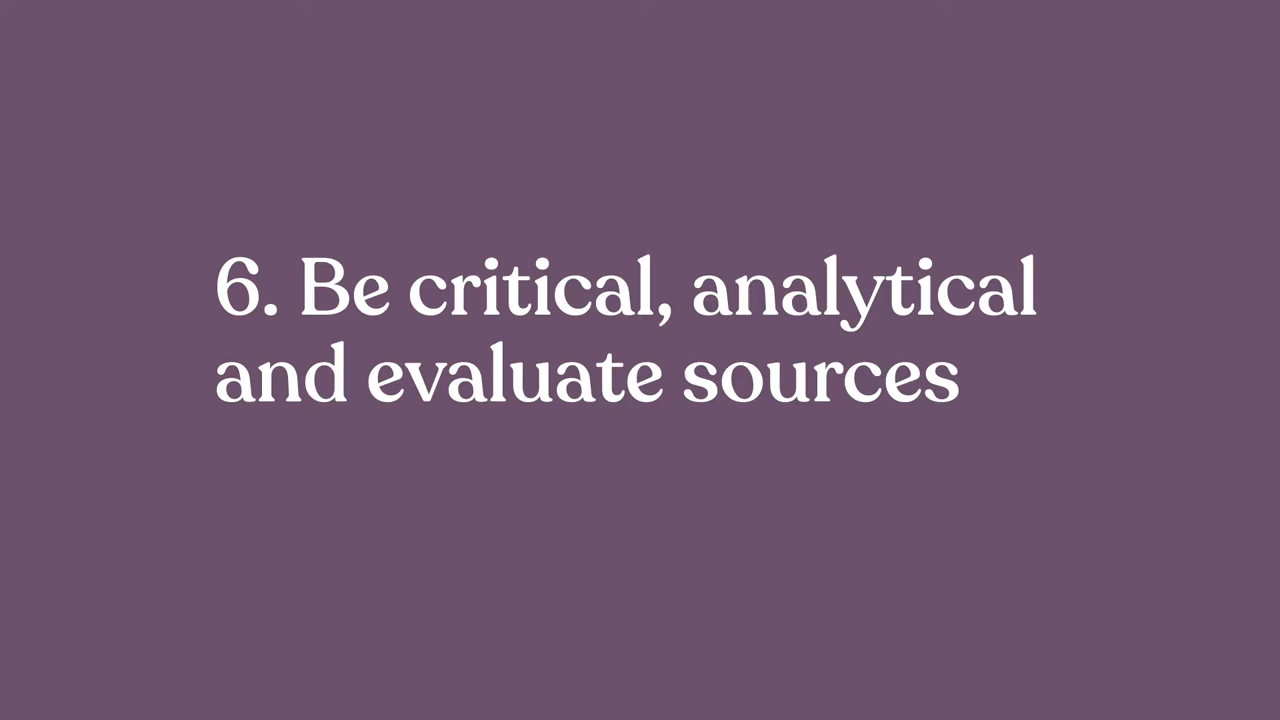 6. Be critical, analytical
and evaluate sources